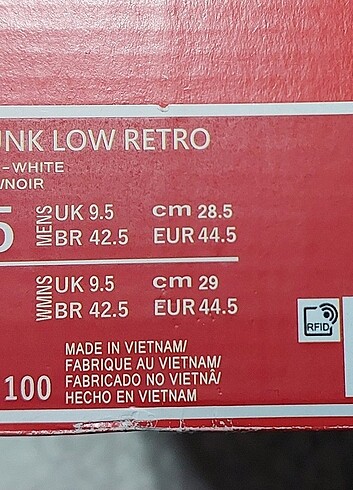 UNK LOW RETRO
-WHITE
/NOIR
5 MENS UK 9.5 cm 28.5
BR 42.5 EUR 44.5
WMNS UK 9.5 cm 29
BR 42.5 EUR 44.5
RFID
MADE IN VIETNAM/
FABRIQUE AU VIETNAM/
100 FABRICADO NO VIETNÂ/
HECHO EN VIETNAM